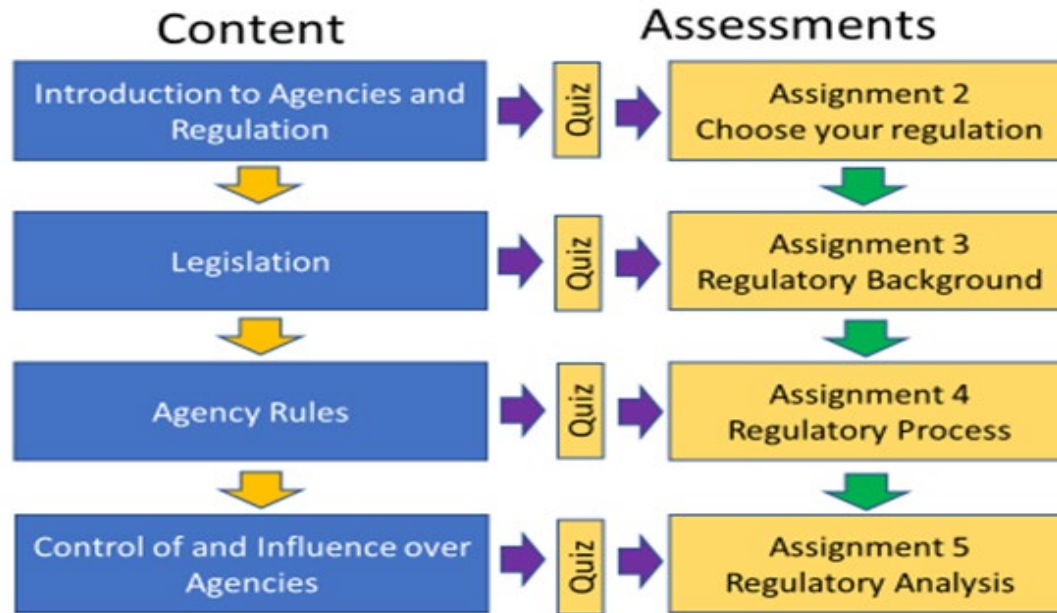 Content
Assessments
Introduction to Agencies and
Regulation
Quiz
Assignment 2
Choose your regulation
Legislation
Quiz
Assignment 3
Regulatory Background
Agency Rules
Quiz
Assignment 4
Regulatory Process
Control of and Influence over
Agencies
Quiz
Assignment 5
Regulatory Analysis